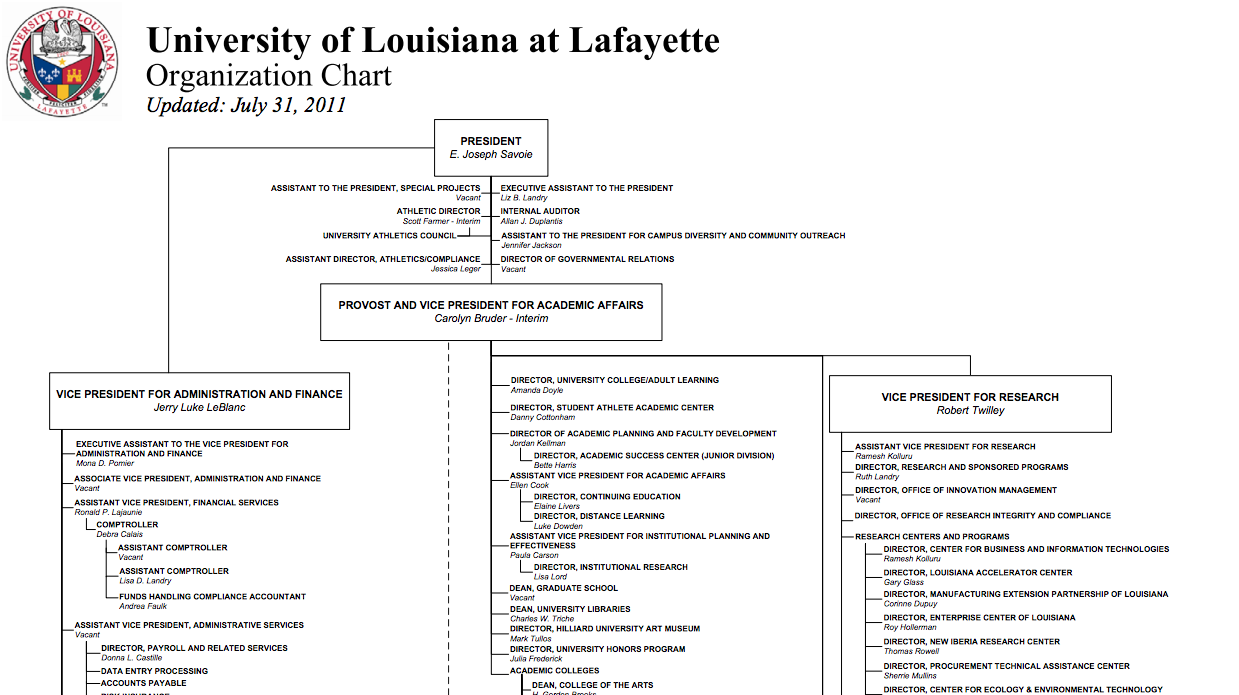 UNIVERSITY OF LOUISIANA
LAFAYETTE
University of Louisiana at Lafayette
Organization Chart
Updated: July 31, 2011
PRESIDENT
E. Joseph Savoie
ASSISTANT TO THE PRESIDENT, SPECIAL PROJECTS
Vacant
EXECUTIVE ASSISTANT TO THE PRESIDENT
Liz B. Landry
ATHLETIC DIRECTOR
Scott Farmer - Interim
INTERNAL AUDITOR
Allan J. Duplantis
UNIVERSITY ATHLETICS COUNCIL
ASSISTANT TO THE PRESIDENT FOR CAMPUS DIVERSITY AND COMMUNITY OUTREACH
Jennifer Jackson
ASSISTANT DIRECTOR, ATHLETICS/COMPLIANCE
Jessica Leger
DIRECTOR OF GOVERNMENTAL RELATIONS
Vacant
PROVOST AND VICE PRESIDENT FOR ACADEMIC AFFAIRS
Carolyn Bruder - Interim
VICE PRESIDENT FOR ADMINISTRATION AND FINANCE
Jerry Luke LeBlanc
EXECUTIVE ASSISTANT TO THE VICE PRESIDENT FOR
ADMINISTRATION AND FINANCE
Mona D. Pomier
ASSOCIATE VICE PRESIDENT, ADMINISTRATION AND FINANCE
Vacant
ASSISTANT VICE PRESIDENT, FINANCIAL SERVICES
Ronald P. Lajaunie
COMPTROLLER
Debra Calais
ASSISTANT COMPTROLLER
Vacant
ASSISTANT COMPTROLLER
Lisa D. Landry
FUNDS HANDLING COMPLIANCE ACCOUNTANT
Andrea Faulk
ASSISTANT VICE PRESIDENT, ADMINISTRATIVE SERVICES
Vacant
DIRECTOR, PAYROLL AND RELATED SERVICES
Donna L. Castille
DATA ENTRY PROCESSING
ACCOUNTS PAYABLE
RISK/INSURANCE
DIRECTOR, UNIVERSITY COLLEGE/ADULT LEARNING
Amanda Doyle
DIRECTOR, STUDENT ATHLETE ACADEMIC CENTER
Danny Cottonham
DIRECTOR OF ACADEMIC PLANNING AND FACULTY DEVELOPMENT
Jordan Kellman
DIRECTOR, ACADEMIC SUCCESS CENTER (JUNIOR DIVISION)
Bette Harris
ASSISTANT VICE PRESIDENT FOR ACADEMIC AFFAIRS
Ellen Cook
DIRECTOR, CONTINUING EDUCATION
Elaine Livers
DIRECTOR, DISTANCE LEARNING
Luke Dowden
ASSISTANT VICE PRESIDENT FOR INSTITUTIONAL PLANNING AND
EFFECTIVENESS
Paula Carson
DIRECTOR, INSTITUTIONAL RESEARCH
Lisa Lord
DEAN, GRADUATE SCHOOL
Vacant
DEAN, UNIVERSITY LIBRARIES
Charles W. Triche
DIRECTOR, HILLIARD UNIVERSITY ART MUSEUM
Mark Tullos
DIRECTOR, UNIVERSITY HONORS PROGRAM
Julia Frederick
ACADEMIC COLLEGES
DEAN, COLLEGE OF THE ARTS
H. Gordon Brooks
VICE PRESIDENT FOR RESEARCH
Robert Twilley
ASSISTANT VICE PRESIDENT FOR RESEARCH
Ramesh Kolluru
DIRECTOR, RESEARCH AND SPONSORED PROGRAMS
Ruth Landry
DIRECTOR, OFFICE OF INNOVATION MANAGEMENT
Vacant
DIRECTOR, OFFICE OF RESEARCH INTEGRITY AND COMPLIANCE
RESEARCH CENTERS AND PROGRAMS
DIRECTOR, CENTER FOR BUSINESS AND INFORMATION TECHNOLOGIES
Ramesh Kolluru
DIRECTOR, LOUISIANA ACCELERATOR CENTER
Gary Glass
DIRECTOR, MANUFACTURING EXTENSION PARTNERSHIP OF LOUISIANA
Corinne Dupuy
DIRECTOR, ENTERPRISE CENTER OF LOUISIANA
Roy Hollerman
DIRECTOR, NEW IBERIA RESEARCH CENTER
Thomas Rowell
DIRECTOR, PROCUREMENT TECHNICAL ASSISTANCE CENTER
Sherrie Mullins
DIRECTOR, CENTER FOR ECOLOGY & ENVIRONMENTAL TECHNOLOGY